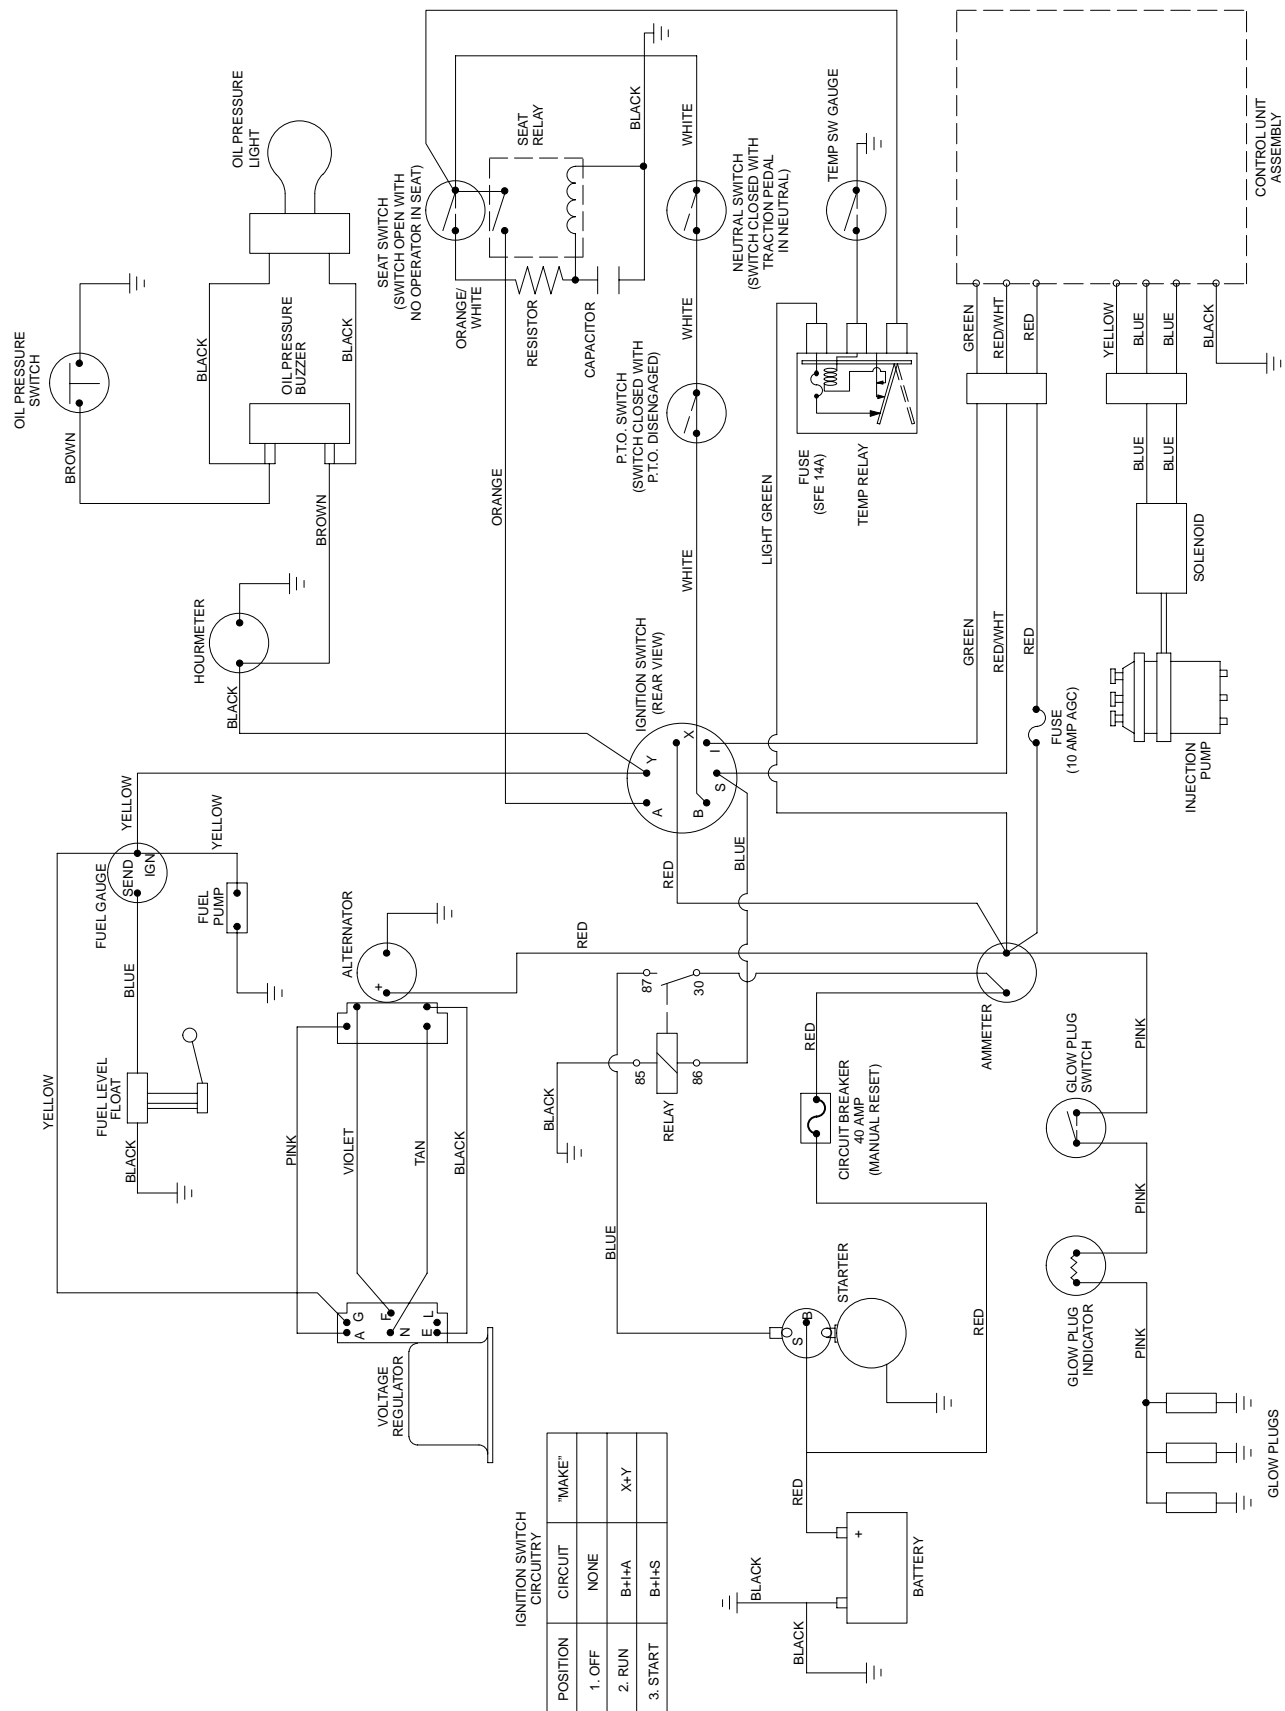 OIL PRESSURE
SWITCH
BROWN
OIL PRESSURE
LIGHT
BLACK
OIL PRESSURE
BUZZER
BLACK
BROWN
HOURMETER
BLACK
FUEL GAUGE
SEND
IGN
YELLOW
YELLOW
FUEL
PUMP
BLUE
FUEL LEVEL
FLOAT
BLACK
YELLOW
ALTERNATOR
+
PINK
VIOLET
TAN
BLACK
VOLTAGE
REGULATOR
A
G
F
N
E
L
SEAT SWITCH
(SWITCH OPEN WITH
NO OPERATOR IN SEAT)
SEAT
RELAY
BLACK
ORANGE/
WHITE
RESISTOR
CAPACITOR
ORANGE
WHITE
NEUTRAL SWITCH
(SWITCH CLOSED WITH
TRACTION PEDAL
IN NEUTRAL)
WHITE
P.T.O. SWITCH
(SWITCH CLOSED WITH
P.T.O. DISENGAGED)
WHITE
IGNITION SWITCH
(REAR VIEW)
Y
X
I
A
B
S
RED
BLUE
RED
87
30
85
86
RELAY
BLACK
BLUE
TEMP SW GAUGE
FUSE
(SFE 14A)
TEMP RELAY
LIGHT GREEN
CONTROL UNIT
ASSEMBLY
GREEN
RED/WHT
RED
YELLOW
BLUE
BLUE
BLACK
BLUE
BLUE
SOLENOID
INJECTION
PUMP
GREEN
RED/WHT
RED
FUSE
(10 AMP AGC)
AMMETER
RED
CIRCUIT BREAKER
40 AMP
(MANUAL RESET)
PINK
GLOW PLUG
SWITCH
PINK
GLOW PLUG
INDICATOR
PINK
GLOW PLUGS
STARTER
S
B
RED
RED
BATTERY
+
BLACK
BLACK
IGNITION SWITCH
CIRCUITRY
POSITION CIRCUIT "MAKE"
1. OFF NONE
2. RUN B+I+A X+Y
3. START B+I+S